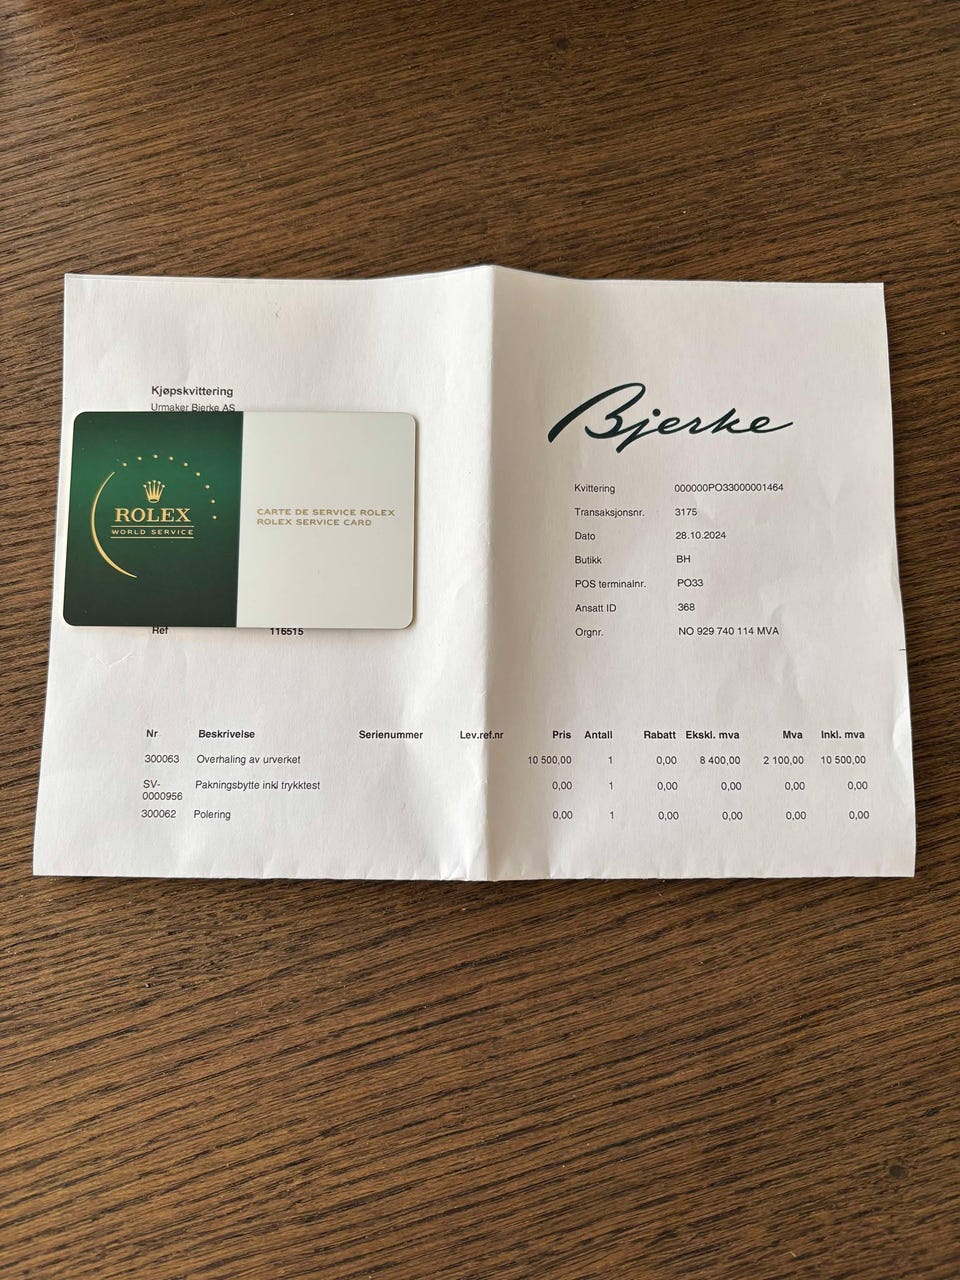 Kjøpskvittering
Urmaker Bjerke AS
ROLEX
WORLD SERVICE
CARTE DE SERVICE ROLEX
ROLEX SERVICE CARD
Ref 116515
Bjerke
Kvittering 000000PO33000001464
Transaksjonsnr. 3175
Dato 28.10.2024
Butikk BH
POS terminalnr. PO33
Ansatt ID 368
Orgnr. NO 929 740 114 MVA
Nr Beskrivelse Serienummer Lev.ref.nr Pris Antall Rabatt Ekskl. mva Mva Inkl. mva
300063 Overhaling av urverket 10 500,00 1 0,00 8 400,00 2 100,00 10 500,00
SV- Pakningsbytte inkl trykktest 0,00 1 0,00 0,00 0,00 0,00
0000956
300062 Polering 0,00 1 0,00 0,00 0,00 0,00